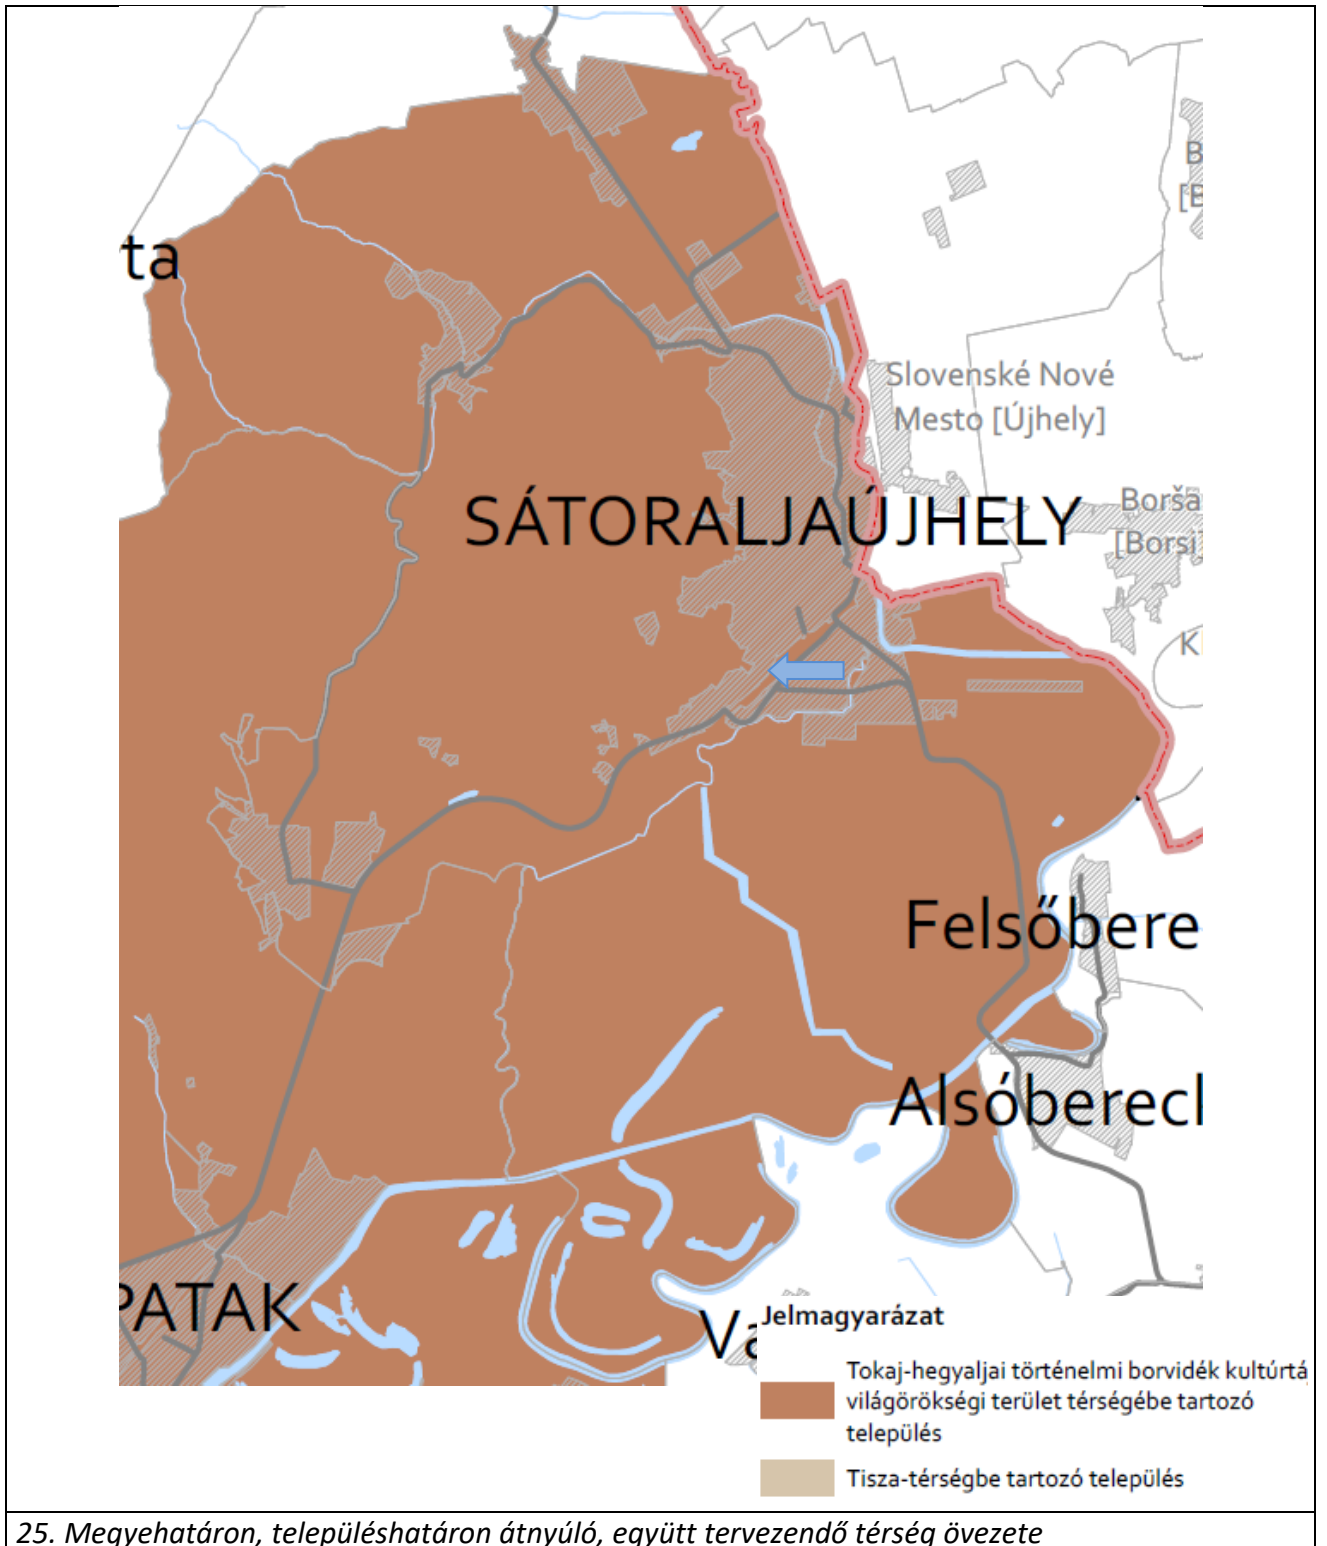 B
[B
ta
Slovenské Nové
Mesto [Újhely]
SÁTORALJAÚJHELY
Borša
[Borsi]
K
Felsőbere
Alsóberecl
PATAK
Va
Jelmagyarázat
Tokaj-hegyaljai történelmi borvidék kultúrtá
világörökségi terület térségébe tartozó
település
Tisza-térségbe tartozó település
25. Megyehatáron, településhatáron átnyúló, együtt tervezendő térség övezete